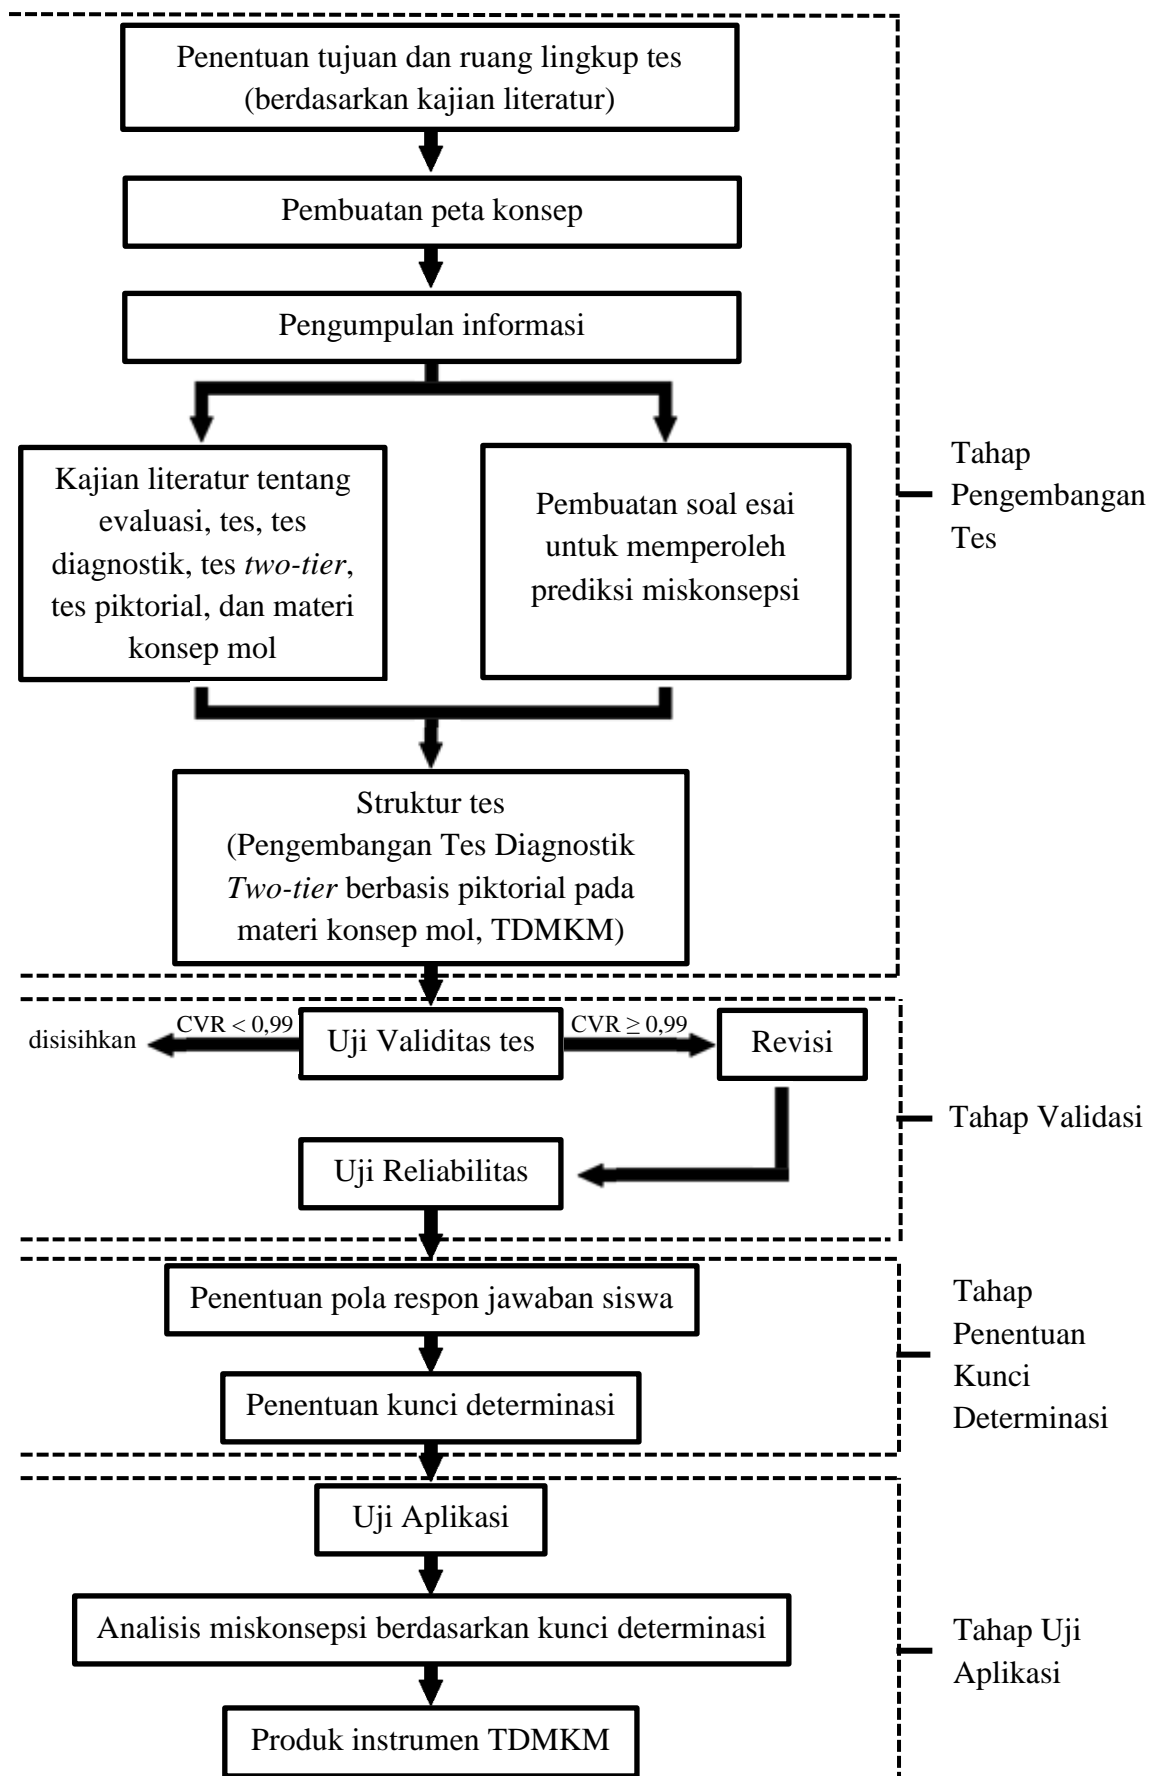 Penentuan tujuan dan ruang lingkup tes
(berdasarkan kajian literatur)
Pembuatan peta konsep
Pengumpulan informasi
Kajian literatur tentang
evaluasi, tes, tes
diagnostik, tes two-tier,
tes piktorial, dan materi
konsep mol
Pembuatan soal esai
untuk memperoleh
prediksi miskonsepsi
Tahap
Pengembangan
Tes
Struktur tes
(Pengembangan Tes Diagnostik
Two-tier berbasis piktorial pada
materi konsep mol, TDMKM)
disisihkan
CVR < 0,99
Uji Validitas tes
CVR ≥ 0,99
Revisi
Uji Reliabilitas
Tahap Validasi
Penentuan pola respon jawaban siswa
Penentuan kunci determinasi
Tahap
Penentuan
Kunci
Determinasi
Uji Aplikasi
Analisis miskonsepsi berdasarkan kunci determinasi
Produk instrumen TDMKM
Tahap Uji
Aplikasi